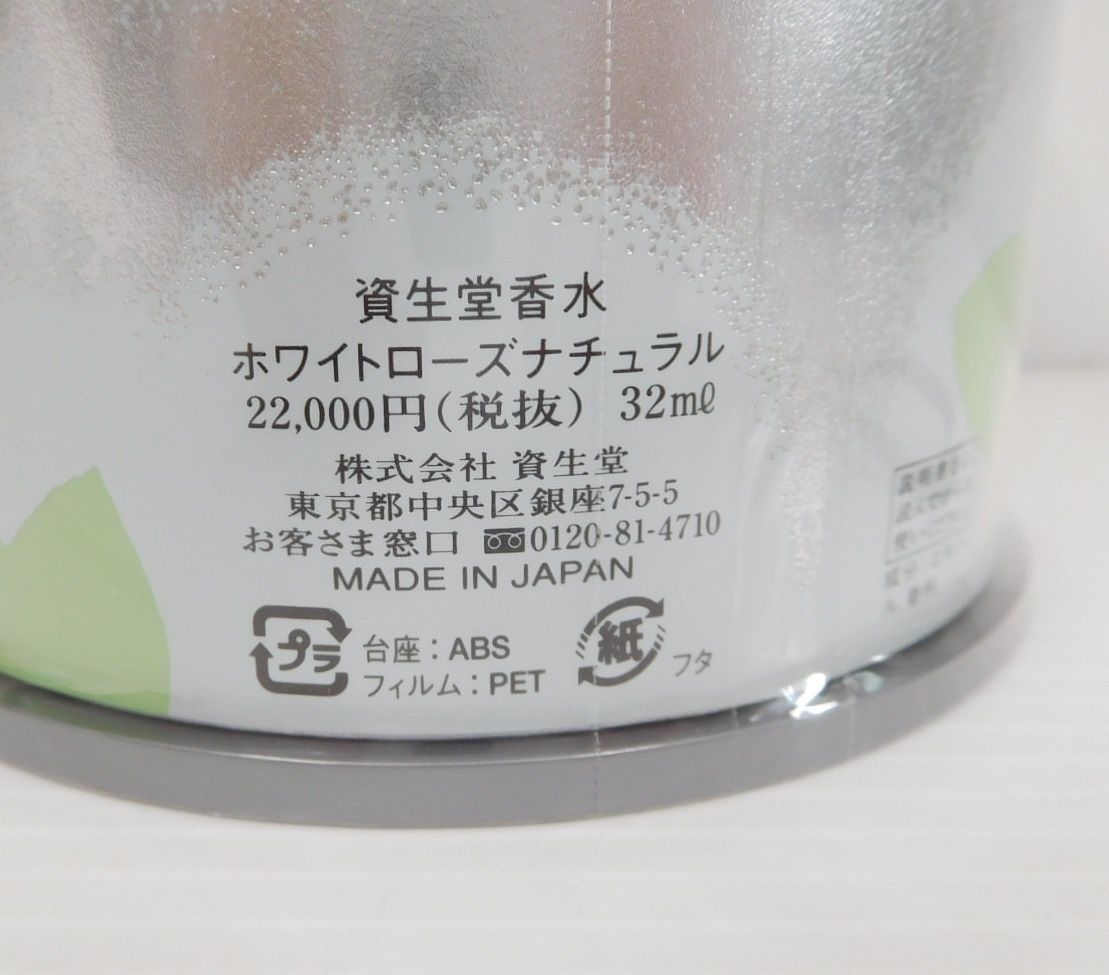 資生堂香水
ホワイトローズナチュラル
22,000円(税抜) 32mℓ
株式会社 資生堂
東京都中央区銀座7-5-5
お客さま窓口 0120-81-4710
MADE IN JAPAN
プラ 台座：ABS
フィルム：PET
紙 フタ
説明書